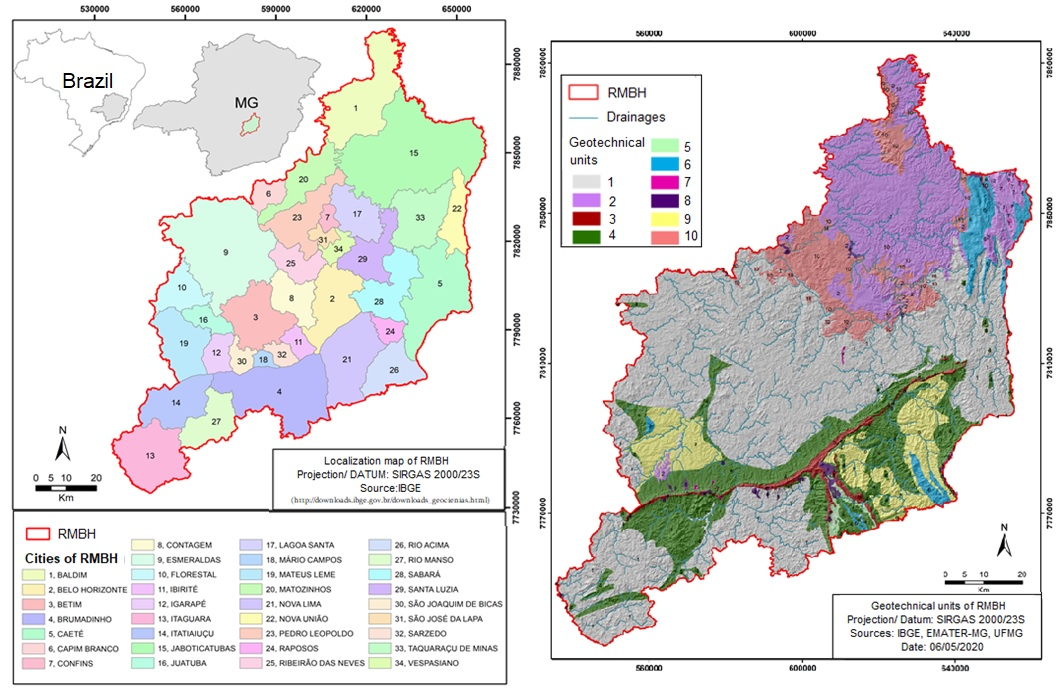 530000 560000 590000 620000 650000
7880000
7850000
7820000
7790000
7760000
7730000
Brazil
MG
1
15
20
6
23
7
17
33
22
31
34
9
25
29
5
10
8
2
28
16
3
24
19
12
11
30
18
32
21
26
14
4
27
13
N
0 5 10 20
Km
Localization map of RMBH
Projection/ DATUM: SIRGAS 2000/23S
Source:IBGE
(http://downloads.ibge.gov.br/downloads_geociencias.html)
RMBH
Cities of RMBH
1, BALDIM
2, BELO HORIZONTE
3, BETIM
4, BRUMADINHO
5, CAETÉ
6, CAPIM BRANCO
7, CONFINS
8, CONTAGEM
9, ESMERALDAS
10, FLORESTAL
11, IBIRITÉ
12, IGARAPÉ
13, ITAGUARA
14, ITATIAIUÇU
15, JABOTICATUBAS
16, JUATUBA
17, LAGOA SANTA
18, MÁRIO CAMPOS
19, MATEUS LEME
20, MATOZINHOS
21, NOVA LIMA
22, NOVA UNIÃO
23, PEDRO LEOPOLDO
24, RAPOSOS
25, RIBEIRÃO DAS NEVES
26, RIO ACIMA
27, RIO MANSO
28, SABARÁ
29, SANTA LUZIA
30, SÃO JOAQUIM DE BICAS
31, SÃO JOSÉ DA LAPA
32, SARZEDO
33, TAQUARAÇU DE MINAS
34, VESPASIANO
560000 600000 640000
RMBH
Drainages
Geotechnical
units
1
2
3
4
5
6
7
8
9
10
N
0 5 10 20
Km
Geotechnical units of RMBH
Projection/ Datum: SIRGAS 2000/23S
Sources: IBGE, EMATER-MG, UFMG
Date: 06/05/2020
560000 600000